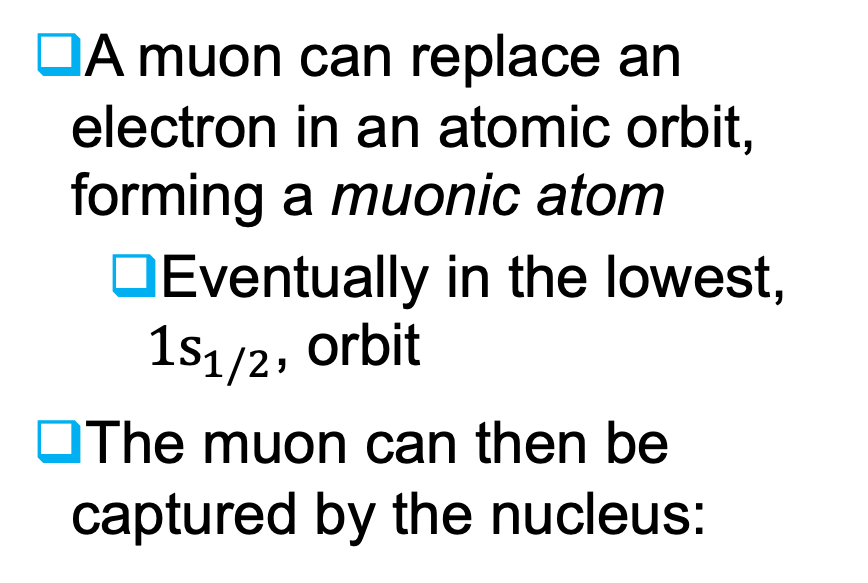 ❑A muon can replace an
electron in an atomic orbit,
forming a muonic atom
❑Eventually in the lowest,
1s₁/₂, orbit
❑The muon can then be
captured by the nucleus: